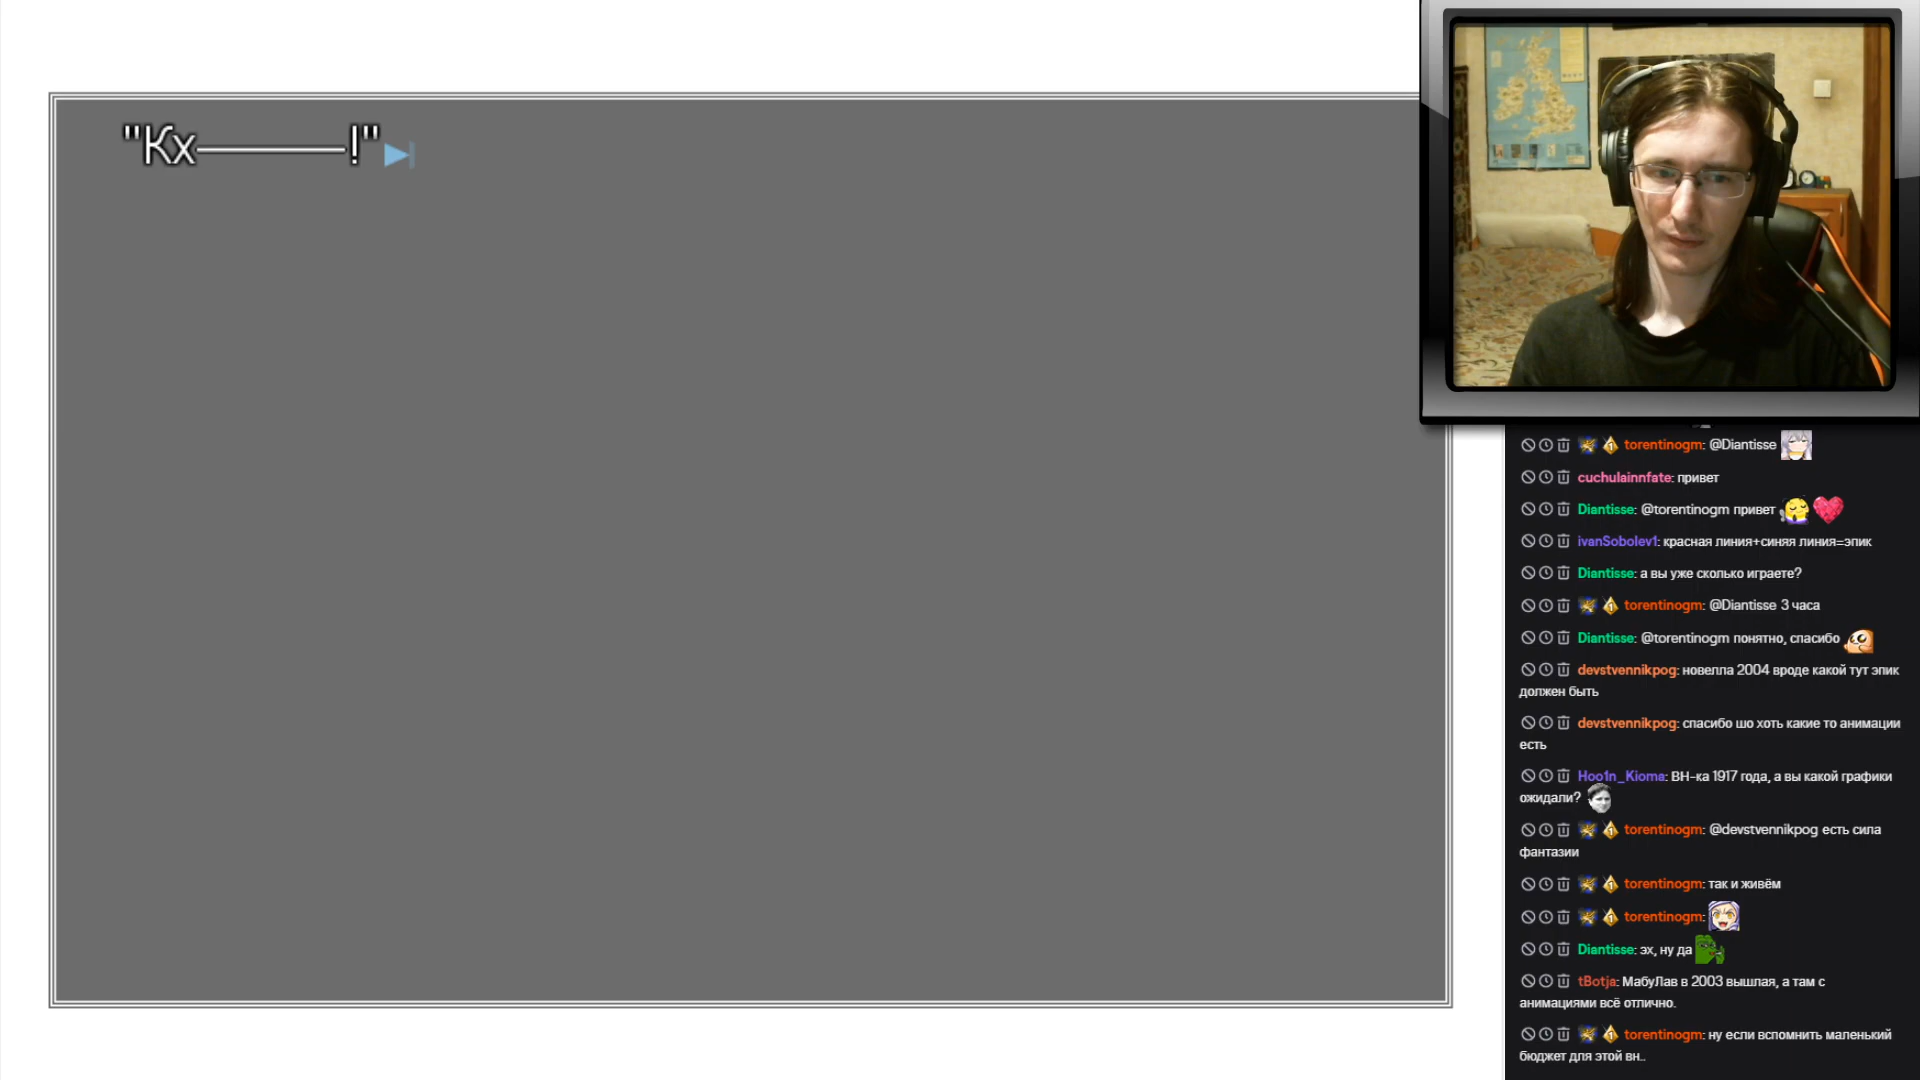 "Кх————!"
torentinogm: @Diantisse
cuchulainnfate: привет
Diantisse: @torentinogm привет
ivanSobolev1: красная линия+синяя линия=эпик
Diantisse: а вы уже сколько играете?
torentinogm: @Diantisse 3 часа
Diantisse: @torentinogm понятно, спасибо
devstvennikpog: новелла 2004 вроде какой тут эпик
должен быть
devstvennikpog: спасибо шо хоть какие то анимации
есть
Hoo1n_Kioma: ВН-ка 1917 года, а вы какой графики
ожидали?
torentinogm: @devstvennikpog есть сила
фантазии
torentinogm: так и живём
torentinogm:
Diantisse: эх, ну да
tBotja: МабуЛав в 2003 вышлая, а там с
анимациями всё отлично.
torentinogm: ну если вспомнить маленький
бюджет для этой вн..